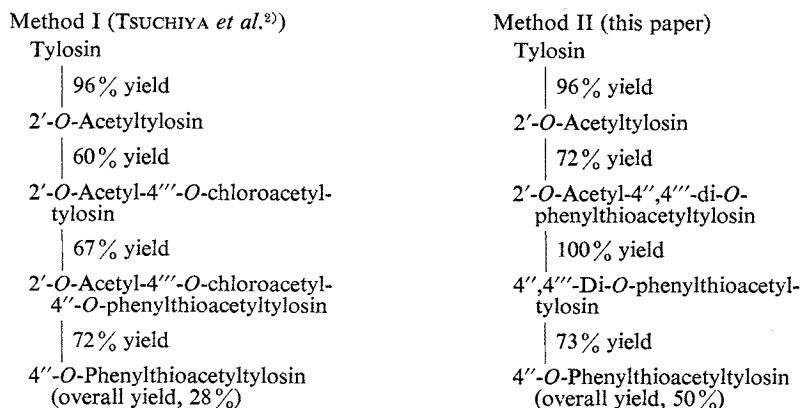 Method I (TSUCHIYA et al.²⁾)
Tylosin
96% yield
2′-O-Acetyltylosin
60% yield
2′-O-Acetyl-4‴-O-chloroacetyl-
tylosin
67% yield
2′-O-Acetyl-4‴-O-chloroacetyl-
4″-O-phenylthioacetyltylosin
72% yield
4″-O-Phenylthioacetyltylosin
(overall yield, 28%)
Method II (this paper)
Tylosin
96% yield
2′-O-Acetyltylosin
72% yield
2′-O-Acetyl-4″,4‴-di-O-
phenylthioacetyltylosin
100% yield
4″,4‴-Di-O-phenylthioacetyl-
tylosin
73% yield
4″-O-Phenylthioacetyltylosin
(overall yield, 50%)